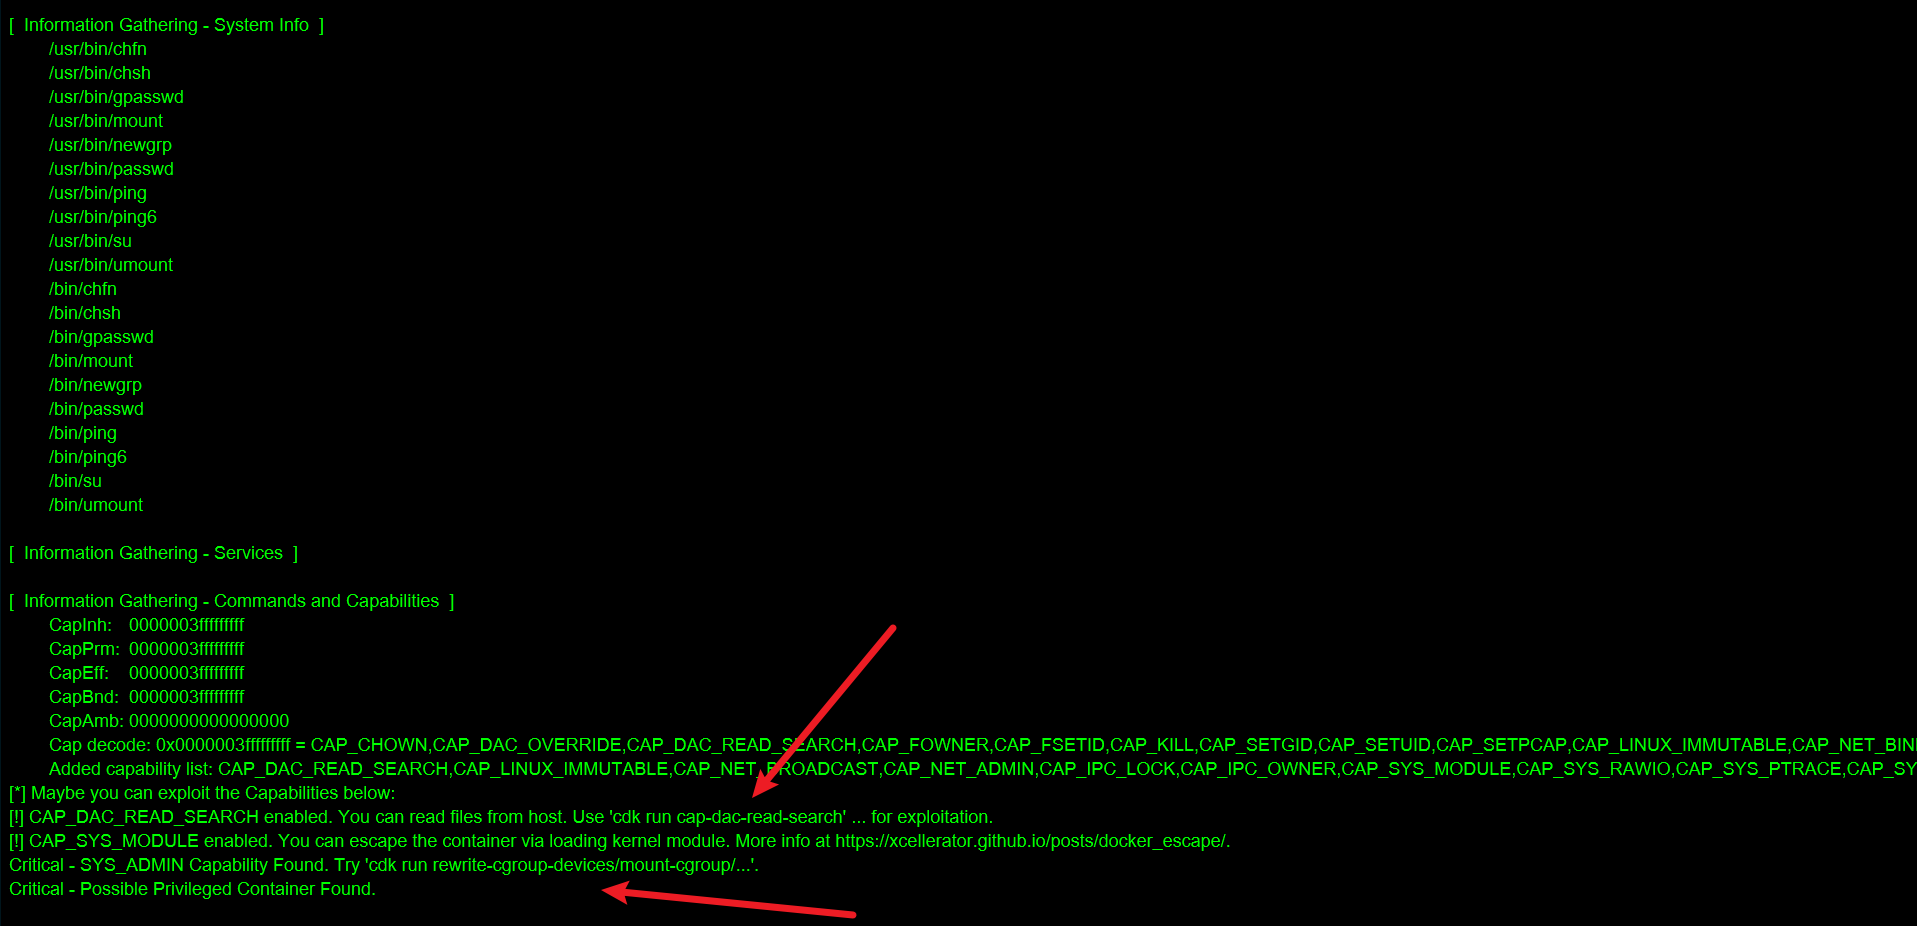 [  Information Gathering - System Info  ]
/usr/bin/chfn
/usr/bin/chsh
/usr/bin/gpasswd
/usr/bin/mount
/usr/bin/newgrp
/usr/bin/passwd
/usr/bin/ping
/usr/bin/ping6
/usr/bin/su
/usr/bin/umount
/bin/chfn
/bin/chsh
/bin/gpasswd
/bin/mount
/bin/newgrp
/bin/passwd
/bin/ping
/bin/ping6
/bin/su
/bin/umount
[  Information Gathering - Services  ]
[  Information Gathering - Commands and Capabilities  ]
CapInh: 0000003fffffffff
CapPrm: 0000003fffffffff
CapEff: 0000003fffffffff
CapBnd: 0000003fffffffff
CapAmb: 0000000000000000
Cap decode: 0x0000003fffffffff = CAP_CHOWN,CAP_DAC_OVERRIDE,CAP_DAC_READ_SEARCH,CAP_FOWNER,CAP_FSETID,CAP_KILL,CAP_SETGID,CAP_SETUID,CAP_SETPCAP,CAP_LINUX_IMMUTABLE,CAP_NET_BIN
Added capability list: CAP_DAC_READ_SEARCH,CAP_LINUX_IMMUTABLE,CAP_NET_BROADCAST,CAP_NET_ADMIN,CAP_IPC_LOCK,CAP_IPC_OWNER,CAP_SYS_MODULE,CAP_SYS_RAWIO,CAP_SYS_PTRACE,CAP_SY
[*] Maybe you can exploit the Capabilities below:
[!] CAP_DAC_READ_SEARCH enabled. You can read files from host. Use 'cdk run cap-dac-read-search' ... for exploitation.
[!] CAP_SYS_MODULE enabled. You can escape the container via loading kernel module. More info at https://xcellerator.github.io/posts/docker_escape/.
Critical - SYS_ADMIN Capability Found. Try 'cdk run rewrite-cgroup-devices/mount-cgroup/...'.
Critical - Possible Privileged Container Found.